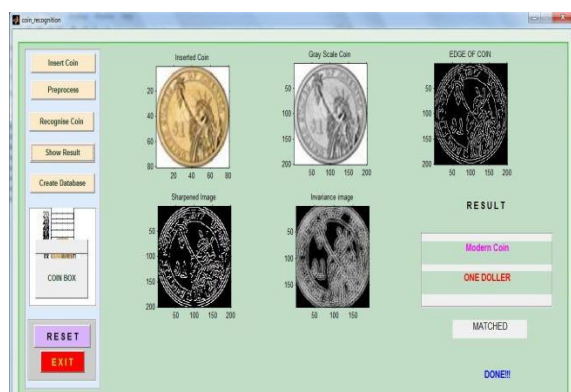 coin_recognition
Insert Coin
Preprocess
Recognise Coin
Show Result
Create Database
COIN BOX
RESET
EXIT
Inserted Coin
20
40
60
80
20 40 60 80
Gray Scale Coin
50
100
150
200
50 100 150 200
EDGE OF COIN
50
100
150
200
50 100 150 200
Sharpened Image
50
100
150
200
50 100 150 200
Invariance image
50
100
150
50 100 150
RESULT
Modern Coin
ONE DOLLER
MATCHED
DONE!!!
$1